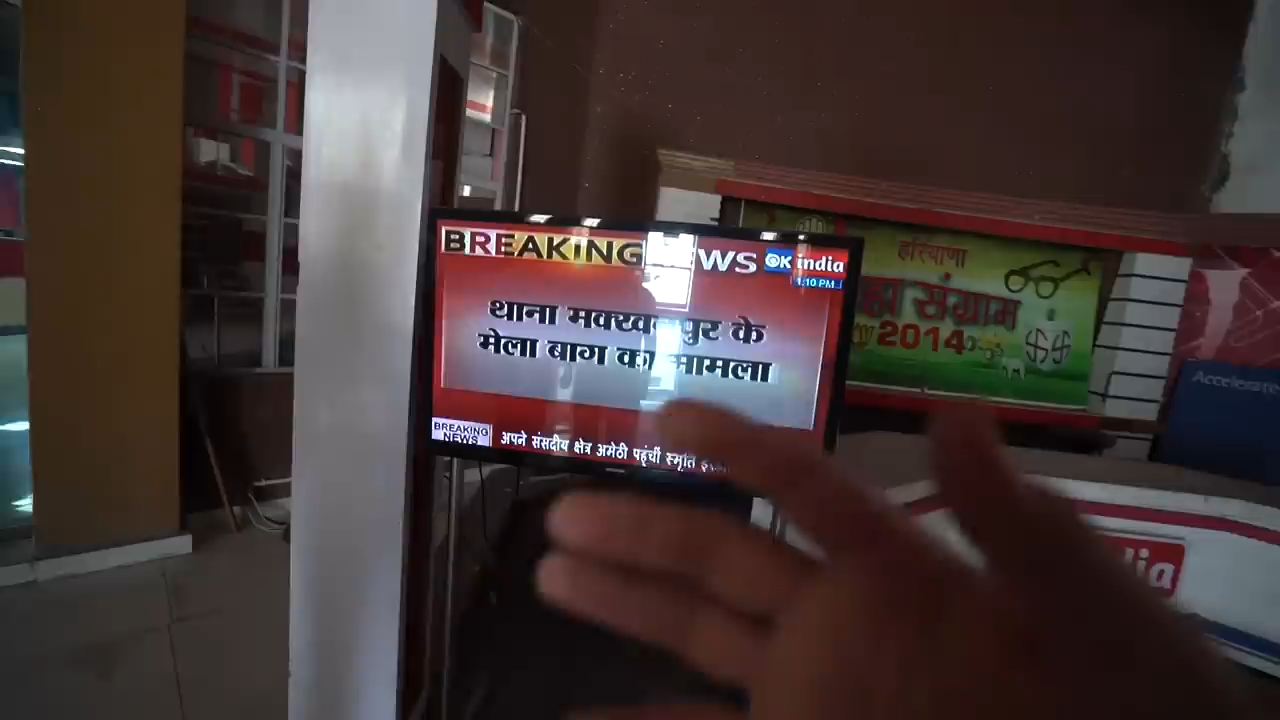 BREAKING NEWS
OK india
1:10 PM
थाना मक्खनपुर के
मेला बाग का मामला
BREAKING
NEWS
अपने संसदीय क्षेत्र अमेठी पहुंचीं स्मृति
हरियाणा
संग्राम
2014